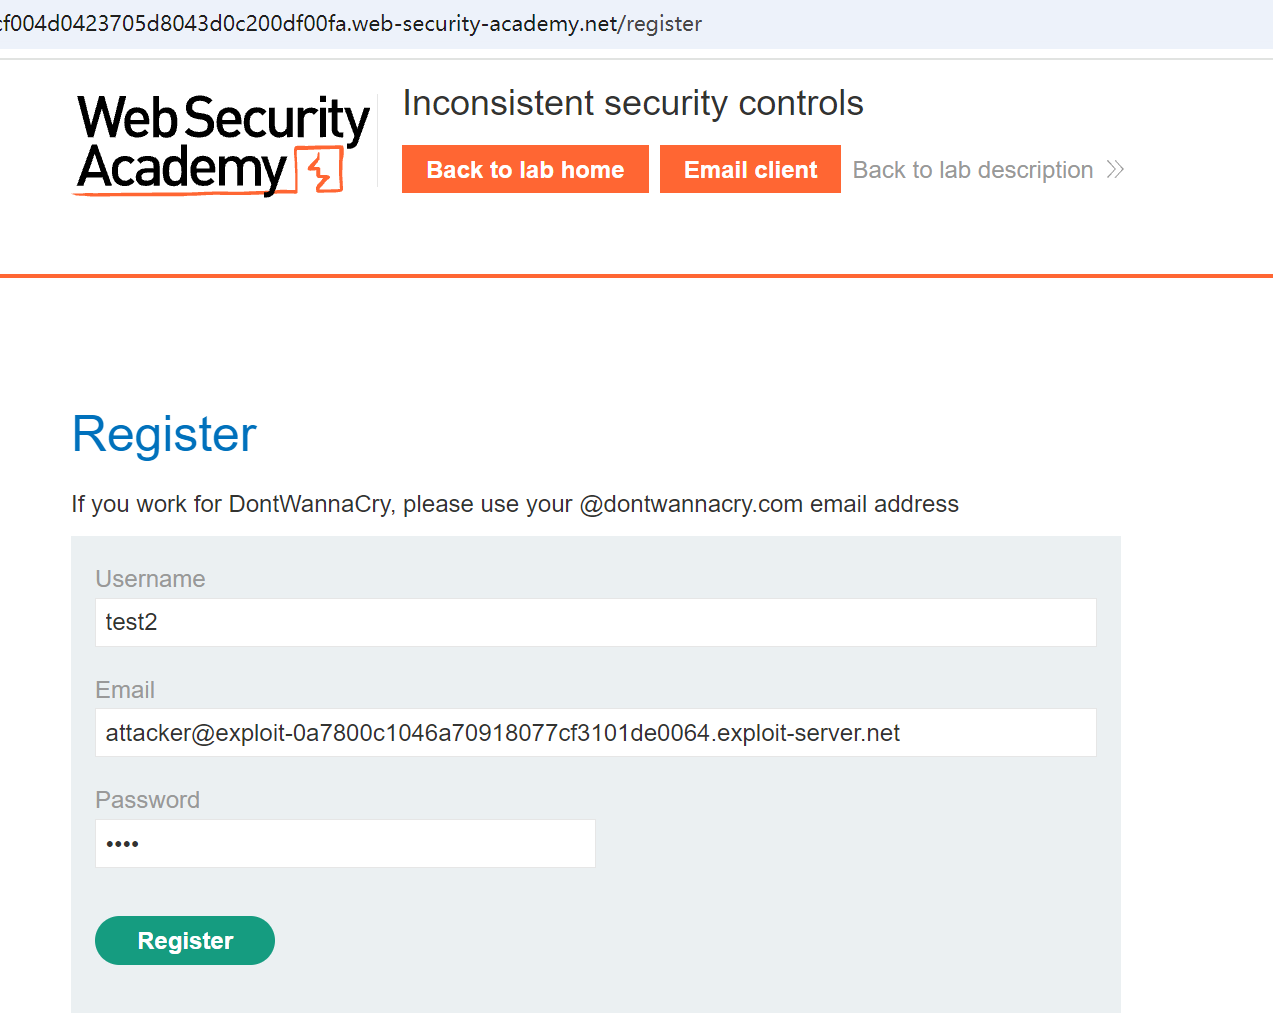 cf004d0423705d8043d0c200df00fa.web-security-academy.net/register
Web Security
Academy
Inconsistent security controls
Back to lab home
Email client
Back to lab description
Register
If you work for DontWannaCry, please use your @dontwannacry.com email address
Username
test2
Email
attacker@exploit-0a7800c1046a70918077cf3101de0064.exploit-server.net
Password
••••
Register